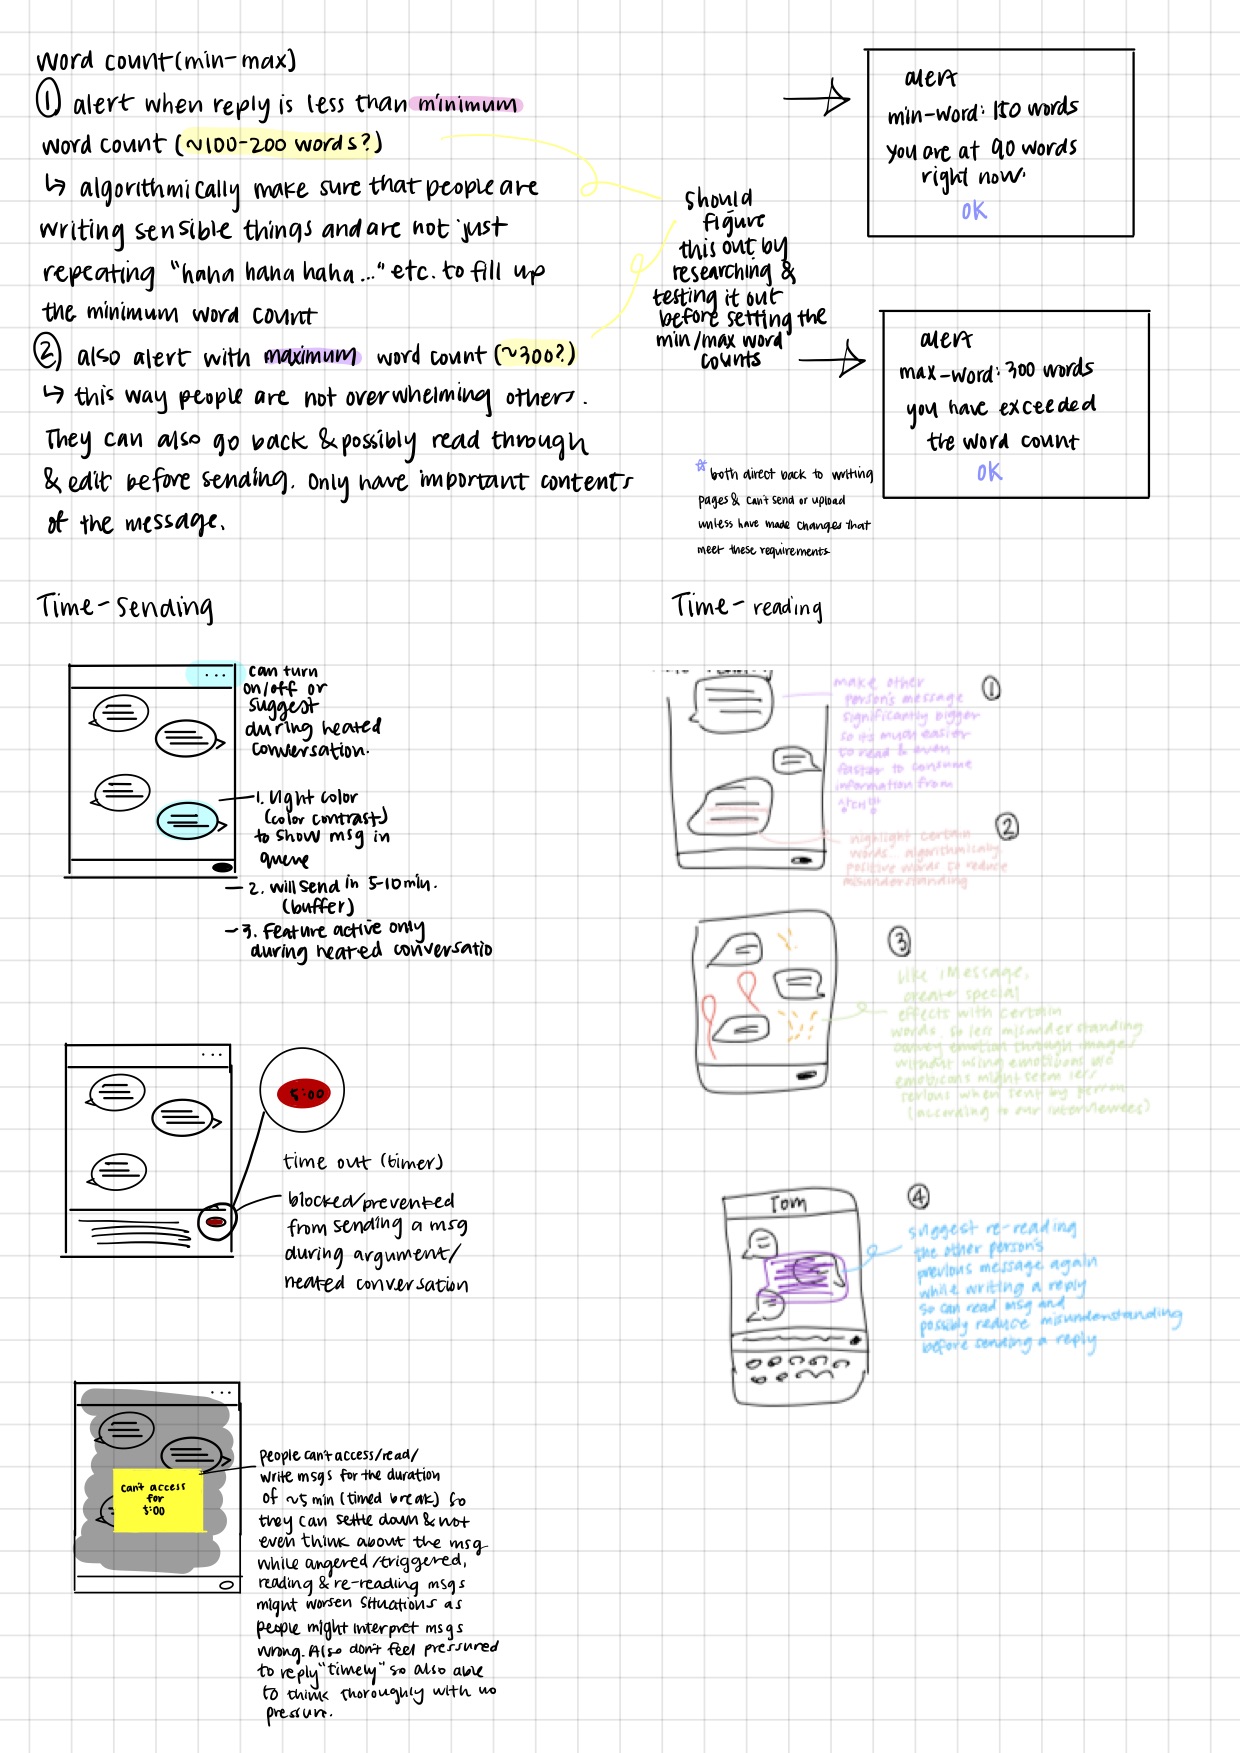 word count (min-max)
① alert when reply is less than minimum
word count (~100-200 words?)
↳ algorithmically make sure that people are
writing sensible things and are not just
repeating "haha haha haha..." etc. to fill up
the minimum word count
② also alert with maximum word count (~300?)
↳ this way people are not overwhelming others.
They can also go back & possibly read through
& edit before sending. Only have important contents
of the message.
should
figure
this out by
researching &
testing it out
before setting the
min/max word
counts
alert
min-word: 150 words
you are at 90 words
right now.
OK
alert
max-word: 300 words
you have exceeded
the word count
OK
☆ both direct back to writing
pages & can't send or upload
unless have made changes that
meet these requirements
Time-sending
can turn
on/off or
suggest
during heated
conversation.
1. light color
(color contrast)
to show msg in
queue
2. will send in 5-10 min.
(buffer)
3. Feature active only
during heated conversatio
5:00
time out (timer)
blocked/prevented
from sending a msg
during argument/
heated conversation
can't access
for
5:00
People can't access/read/
write msgs for the duration
of ~5 min (timed break) so
they can settle down & not
even think about the msg
while angered/triggered,
reading & re-reading msgs
might worsen situations as
people might interpret msgs
wrong. Also don't feel pressured
to reply "timely" so also able
to think thoroughly with no
pressure.
Time-reading
①
make other
person's message
significantly bigger
so its much easier
to read & even
faster to consume
information from
상대방
②
highlight certain
words... algorithmically
positive words to reduce
misunderstanding
③
Like iMessage,
create special
effects with certain
words, so less misunderstanding
convey emotion through images
without using emoticons b/c
emoticons might seem less
serious when sent by person
(according to our interviewees)
④
Tom
suggest re-reading
the other person's
previous message again
while writing a reply
so can read msg and
possibly reduce misunderstanding
before sending a reply